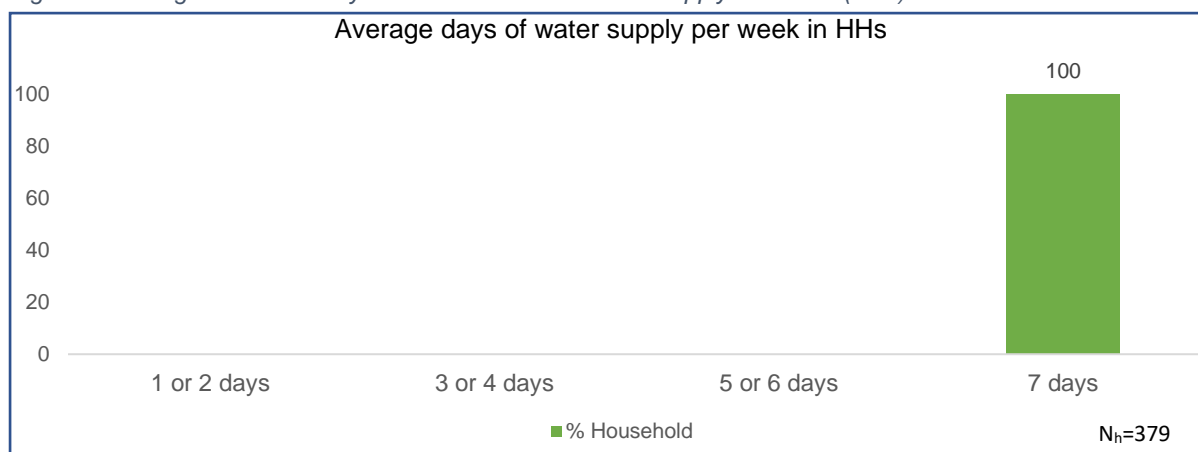 Average days of water supply per week in HHs
100
100
80
60
40
20
0
1 or 2 days 3 or 4 days 5 or 6 days 7 days
% Household
Nh=379